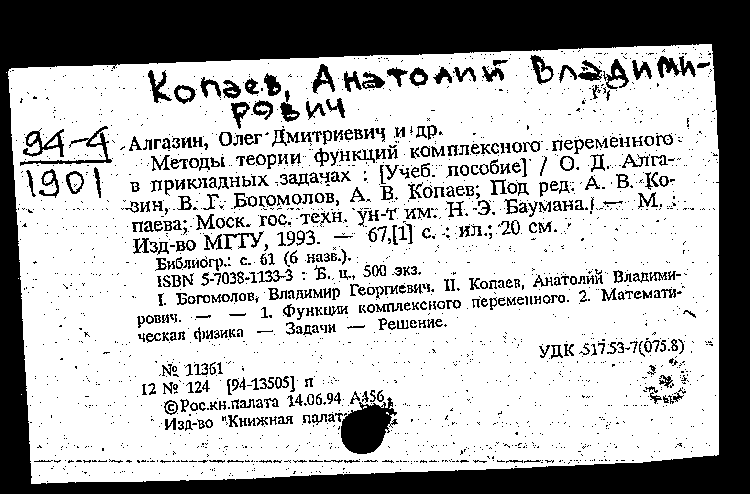 Копаев, Анатолий Владими-
рович
94-4
1901
Алгазин, Олег Дмитриевич и др.
Методы теории функций комплексного переменного
в прикладных задачах : [Учеб. пособие] / О. Д. Алга-
зин, В. Г. Богомолов, А. В. Копаев; Под ред. А. В. Ко-
паева; Моск. гос. техн. ун-т им. Н. Э. Баумана. — М. :
Изд-во МГТУ, 1993. — 67,[1] с. : ил.; 20 см.
Библиогр.: с. 61 (6 назв.).
ISBN 5-7038-1133-3 : Б. ц., 500 экз.
I. Богомолов, Владимир Георгиевич. II. Копаев, Анатолий Владими-
рович. — — 1. Функции комплексного переменного. 2. Математи-
ческая физика — Задачи — Решение.
УДК 517.53-7(075.8)
№ 11361
12 № 124 [94-13505] п
©Рос.кн.палата 14.06.94 А456
Изд-во "Книжная палата